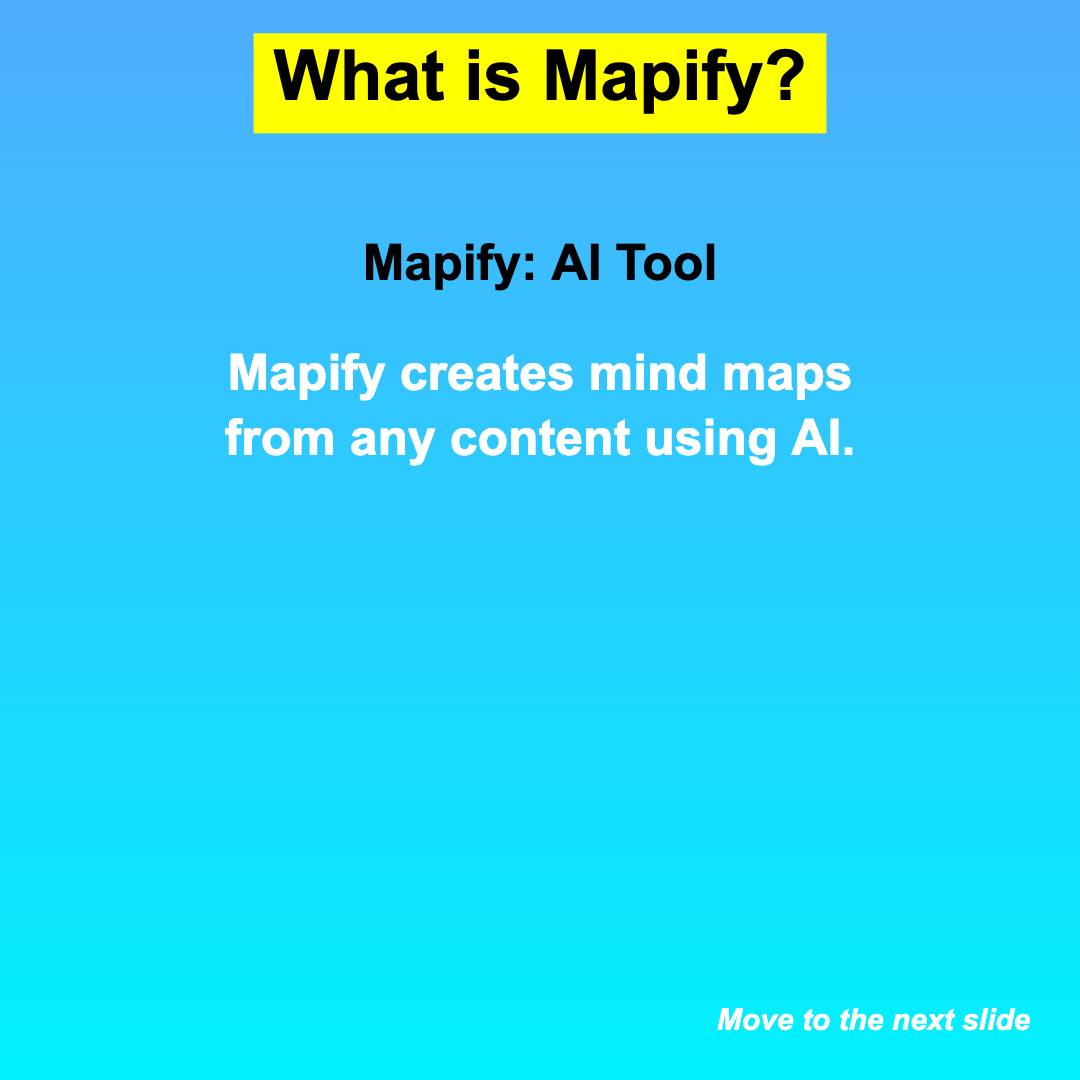 What is Mapify?
Mapify: AI Tool
Mapify creates mind maps
from any content using AI.
Move to the next slide